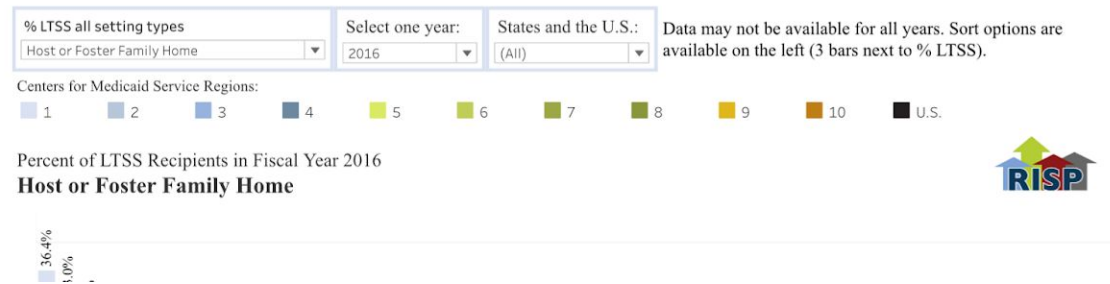 % LTSS all setting types
Host or Foster Family Home
Select one year:
2016
States and the U.S.:
(All)
Data may not be available for all years. Sort options are
available on the left (3 bars next to % LTSS).
Centers for Medicaid Service Regions:
1 2 3 4 5 6 7 8 9 10 U.S.
Percent of LTSS Recipients in Fiscal Year 2016
Host or Foster Family Home
RISP
36.4%